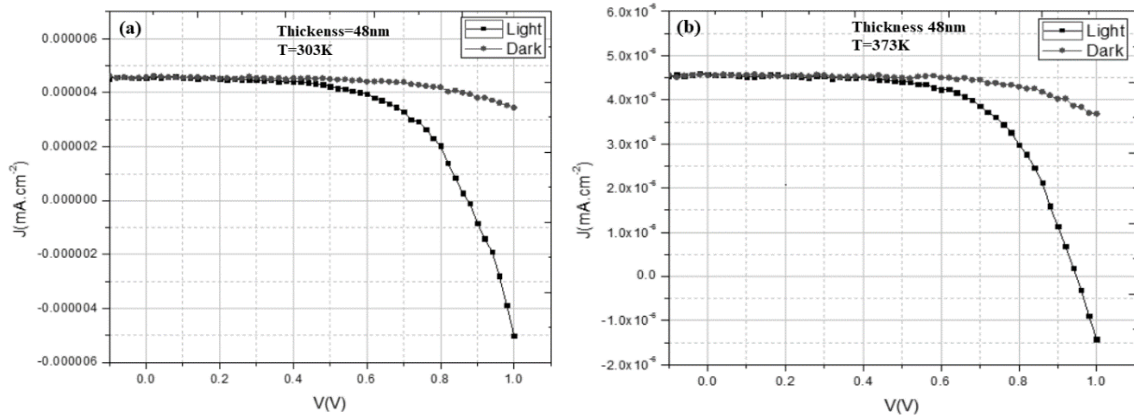 (a)
Thickenss=48nm
T=303K
Light
Dark
0.000006
0.000004
0.000002
0.000000
-0.000002
-0.000004
-0.000006
J(mA.cm⁻²)
0.0 0.2 0.4 0.6 0.8 1.0
V(V)
(b)
Thickness 48nm
T=373K
Light
Dark
6.0x10⁻⁶
5.0x10⁻⁶
4.0x10⁻⁶
3.0x10⁻⁶
2.0x10⁻⁶
1.0x10⁻⁶
0.0
-1.0x10⁻⁶
-2.0x10⁻⁶
J(mA.cm⁻²)
0.0 0.2 0.4 0.6 0.8 1.0
V(V)